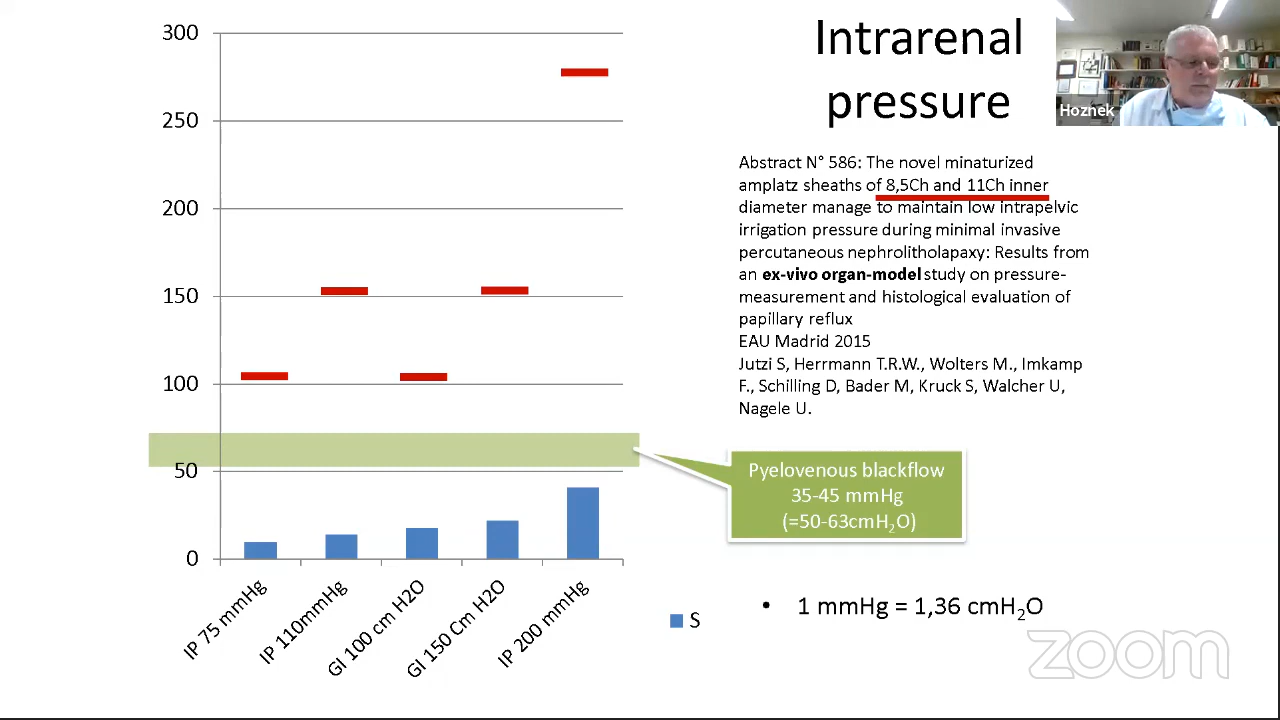 Intrarenal
pressure
Hoznek
Abstract N° 586: The novel minaturized
amplatz sheaths of 8,5Ch and 11Ch inner
diameter manage to maintain low intrapelvic
irrigation pressure during minimal invasive
percutaneous nephrolitholapaxy: Results from
an ex-vivo organ-model study on pressure-
measurement and histological evaluation of
papillary reflux
EAU Madrid 2015
Jutzi S, Herrmann T.R.W., Wolters M., Imkamp
F., Schilling D, Bader M, Kruck S, Walcher U,
Nagele U.
300
250
200
150
100
50
0
IP 75 mmHg
IP 110mmHg
GI 100 cm H2O
GI 150 Cm H2O
IP 200 mmHg
S
Pyelovenous blackflow
35-45 mmHg
(=50-63cmH₂O)
• 1 mmHg = 1,36 cmH₂O
zoom